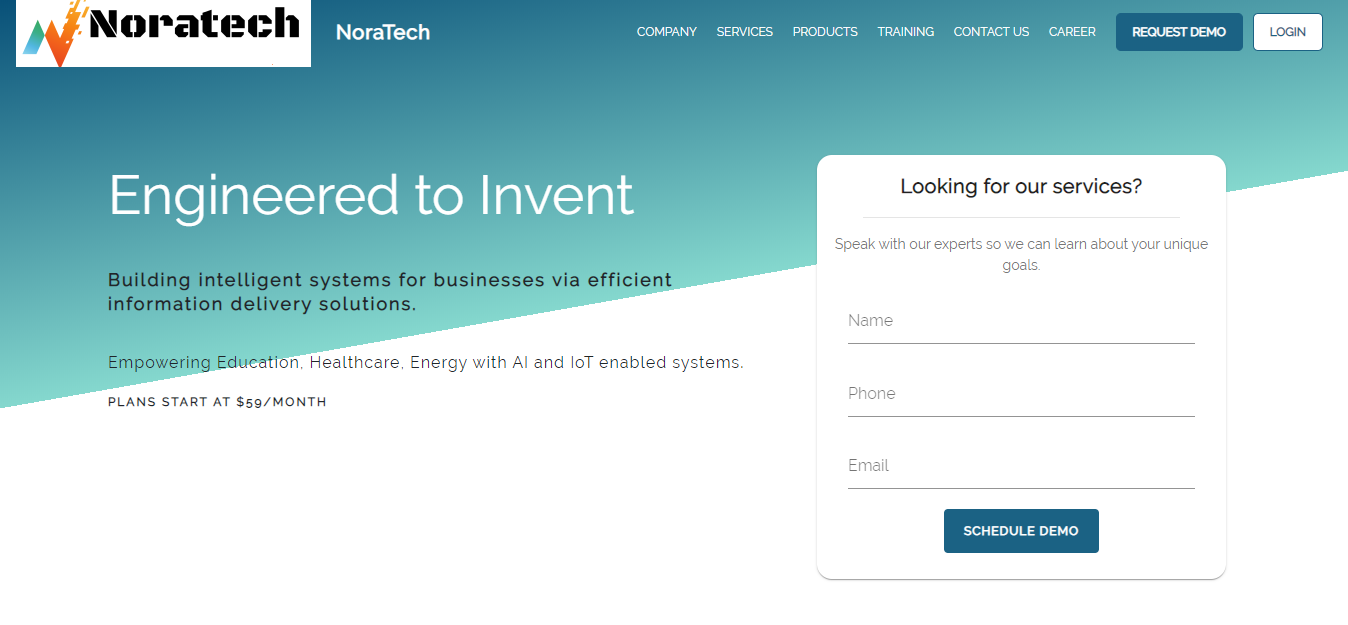 Noratech
NoraTech
COMPANY SERVICES PRODUCTS TRAINING CONTACT US CAREER REQUEST DEMO LOGIN
Engineered to Invent
Building intelligent systems for businesses via efficient
information delivery solutions.
Empowering Education, Healthcare, Energy with AI and IoT enabled systems.
PLANS START AT $59/MONTH
Looking for our services?
Speak with our experts so we can learn about your unique
goals.
Name
Phone
Email
SCHEDULE DEMO